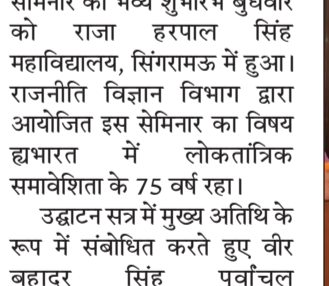 सेमिनार का भव्य शुभारंभ बुधवार
को राजा हरपाल सिंह
महाविद्यालय, सिंगरामऊ में हुआ।
राजनीति विज्ञान विभाग द्वारा
आयोजित इस सेमिनार का विषय
ह्यभारत में लोकतांत्रिक
समावेशिता के 75 वर्ष रहा।
उद्घाटन सत्र में मुख्य अतिथि के
रूप में संबोधित करते हुए वीर
बहादुर सिंह पूर्वांचल